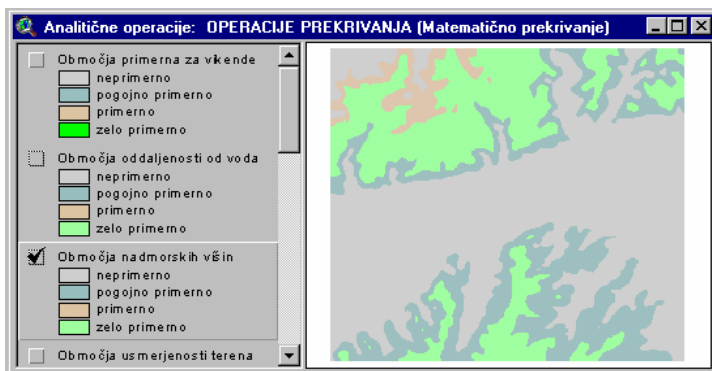 Analitične operacije: OPERACIJE PREKRIVANJA (Matematično prekrivanje)
Območja primerna za vikende
neprimerno
pogojno primerno
primerno
zelo primerno
Območja oddaljenosti od voda
neprimerno
pogojno primerno
primerno
zelo primerno
Območja nadmorskih višin
neprimerno
pogojno primerno
primerno
zelo primerno
Območja usmerjenosti terena